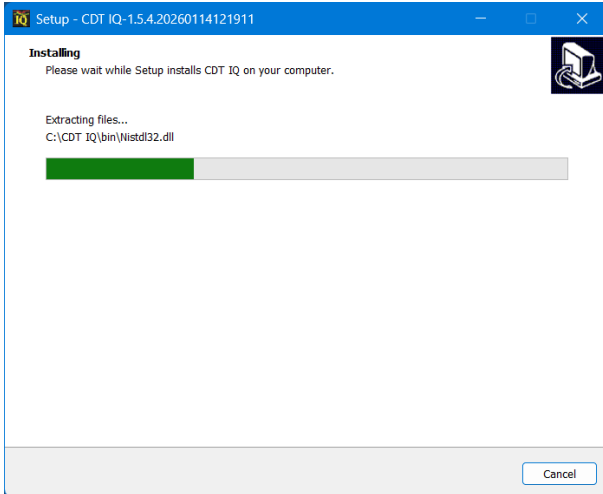 IQ Setup - CDT IQ-1.5.4.20260114121911
Installing
Please wait while Setup installs CDT IQ on your computer.
Extracting files...
C:\CDT IQ\bin\Nistdl32.dll
Cancel